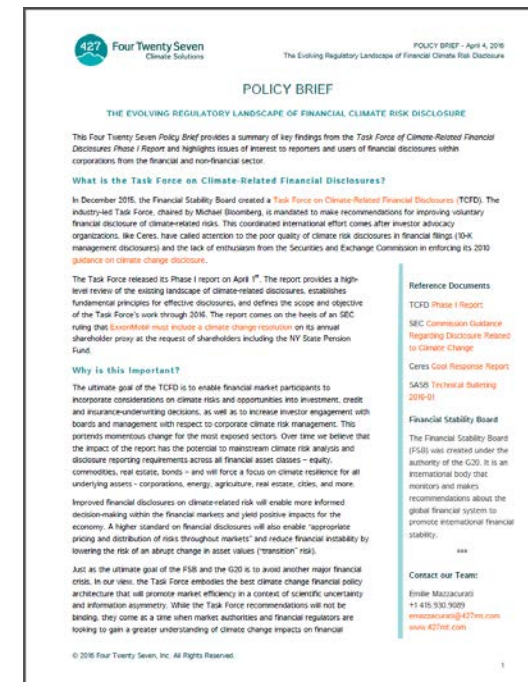 427 Four Twenty Seven
Climate Solutions
POLICY BRIEF - April 4, 2016
The Evolving Regulatory Landscape of Financial Climate Risk Disclosure
POLICY BRIEF
THE EVOLVING REGULATORY LANDSCAPE OF FINANCIAL CLIMATE RISK DISCLOSURE
This Four Twenty Seven Policy Brief provides a summary of key findings from the Task Force of Climate-Related Financial
Disclosures Phase I Report and highlights issues of interest to reporters and users of financial disclosures within
corporations from the financial and non-financial sector.
What is the Task Force on Climate-Related Financial Disclosures?
In December 2015, the Financial Stability Board created a Task Force on Climate-Related Financial Disclosures (TCFD). The
industry-led Task Force, chaired by Michael Bloomberg, is mandated to make recommendations for improving voluntary
financial disclosure of climate-related risks. This coordinated international effort comes after investor advocacy
organizations, like Ceres, have called attention to the poor quality of climate risk disclosures in financial filings (10-K
management disclosures) and the lack of enthusiasm from the Securities and Exchange Commission in enforcing its 2010
guidance on climate change disclosure.
The Task Force released its Phase I report on April 1st. The report provides a high-
level review of the existing landscape of climate-related disclosures, establishes
fundamental principles for effective disclosures, and defines the scope and objective
of the Task Force's work through 2016. The report comes on the heels of an SEC
ruling that ExxonMobil must include a climate change resolution on its annual
shareholder proxy at the request of shareholders including the NY State Pension
Fund.
Why is this Important?
The ultimate goal of the TCFD is to enable financial market participants to
incorporate considerations on climate risks and opportunities into investment, credit
and insurance-underwriting decisions, as well as to increase investor engagement with
boards and management with respect to corporate climate risk management. This
portends momentous change for the most exposed sectors. Over time we believe that
the impact of the report has the potential to mainstream climate risk analysis and
disclosure reporting requirements across all financial asset classes – equity,
commodities, real estate, bonds – and will force a focus on climate resilience for all
underlying assets - corporations, energy, agriculture, real estate, cities, and more.
Improved financial disclosures on climate-related risk will enable more informed
decision-making within the financial markets and yield positive impacts for the
economy. A higher standard on financial disclosures will also enable "appropriate
pricing and distribution of risks throughout markets" and reduce financial instability by
lowering the risk of an abrupt change in asset values ("transition" risk).
Just as the ultimate goal of the FSB and the G20 is to avoid another major financial
crisis. In our view, the Task Force embodies the best climate change financial policy
architecture that will promote market efficiency in a context of scientific uncertainty
and information asymmetry. While the Task Force recommendations will not be
binding, they come at a time when market authorities and financial regulators are
looking to gain a greater understanding of climate change impacts on financial
Reference Documents
TCFD Phase I Report
SEC Commission Guidance
Regarding Disclosure Related
to Climate Change
Ceres Cool Response Report
SASB Technical Bulleting
2016-01
Financial Stability Board
The Financial Stability Board
(FSB) was created under the
authority of the G20. It is an
international body that
monitors and makes
recommendations about the
global financial system to
promote international financial
stability.
***
Contact our Team:
Emilie Mazzacurati
+1 415.930.9089
emazzacurati@427mt.com
www.427mt.com
© 2016 Four Twenty Seven, Inc. All Rights Reserved.
1